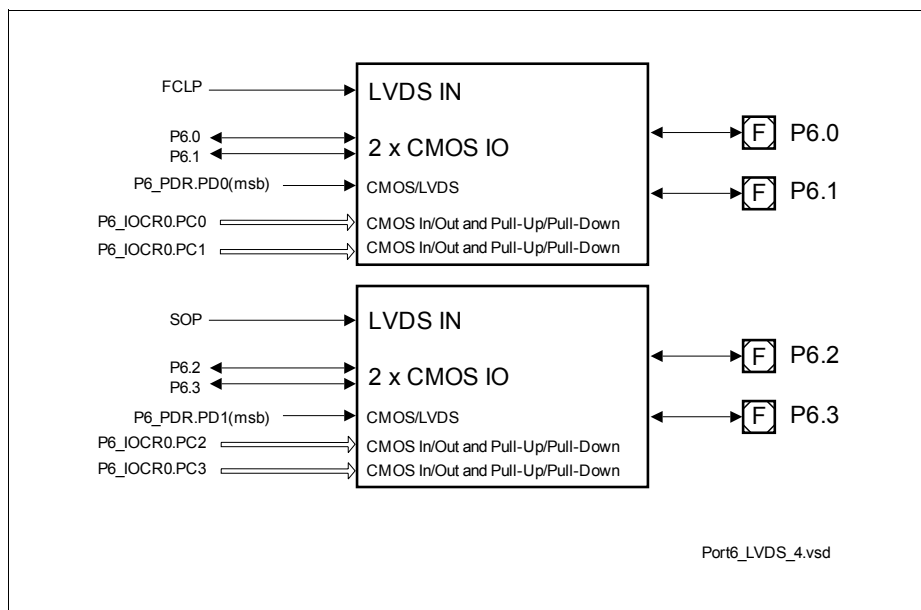 FCLP
LVDS IN
P6.0
P6.1
2 x CMOS IO
P6_PDR.PD0(msb)
CMOS/LVDS
P6_IOCR0.PC0
CMOS In/Out and Pull-Up/Pull-Down
P6_IOCR0.PC1
CMOS In/Out and Pull-Up/Pull-Down
F P6.0
F P6.1
SOP
LVDS IN
P6.2
P6.3
2 x CMOS IO
P6_PDR.PD1(msb)
CMOS/LVDS
P6_IOCR0.PC2
CMOS In/Out and Pull-Up/Pull-Down
P6_IOCR0.PC3
CMOS In/Out and Pull-Up/Pull-Down
F P6.2
F P6.3
Port6_LVDS_4.vsd